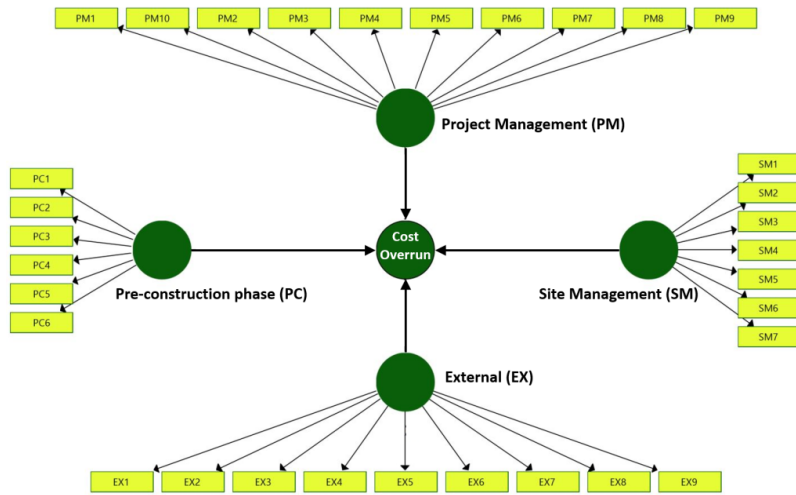 PM1 PM10 PM2 PM3 PM4 PM5 PM6 PM7 PM8 PM9
Project Management (PM)
PC1
PC2
PC3
PC4
PC5
PC6
Pre-construction phase (PC)
Cost
Overrun
SM1
SM2
SM3
SM4
SM5
SM6
SM7
Site Management (SM)
External (EX)
EX1 EX2 EX3 EX4 EX5 EX6 EX7 EX8 EX9